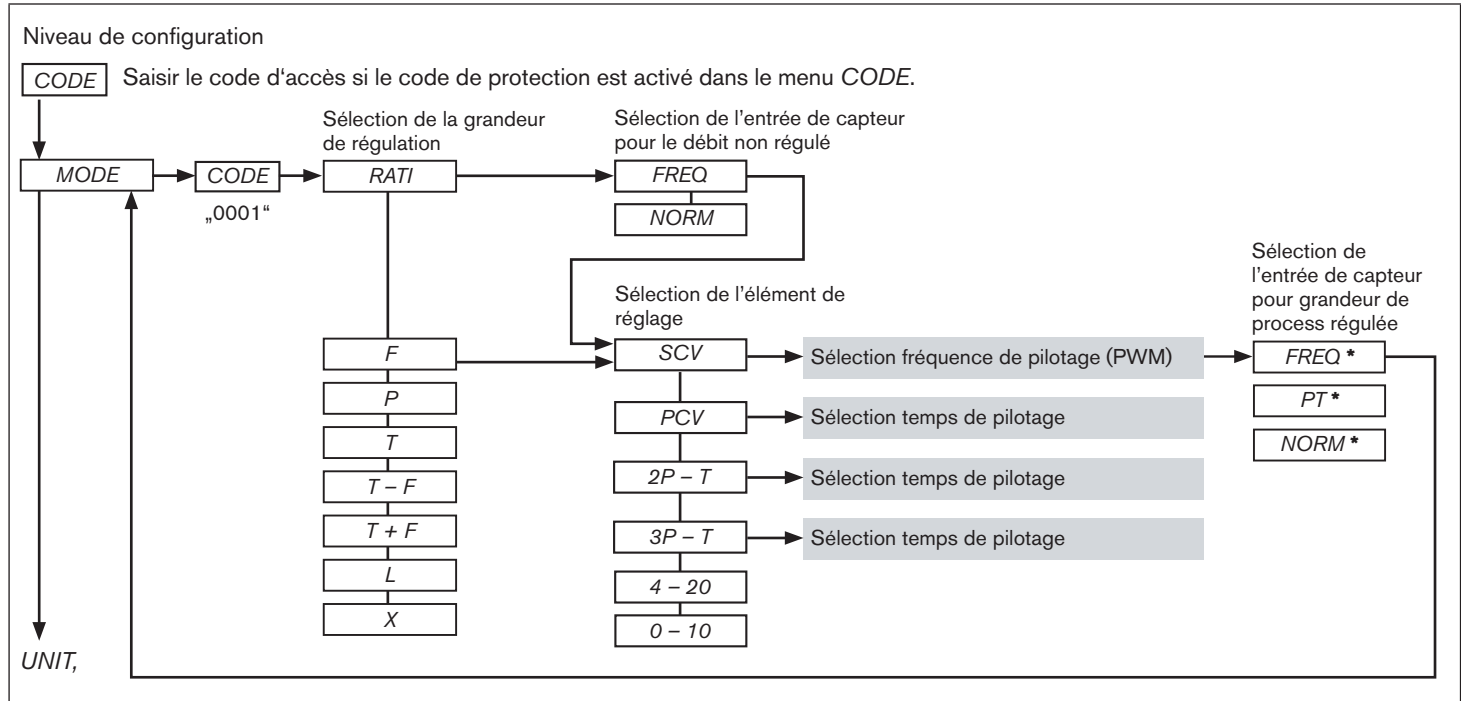 Niveau de configuration
CODE
Saisir le code d‘accès si le code de protection est activé dans le menu CODE.
Sélection de la grandeur
de régulation
Sélection de l’entrée de capteur
pour le débit non régulé
MODE
CODE
RATI
FREQ
„0001“
NORM
Sélection de
l’entrée de capteur
pour grandeur de
process régulée
Sélection de l’élément de
réglage
F
SCV
Sélection fréquence de pilotage (PWM)
FREQ *
P
PCV
Sélection temps de pilotage
PT *
T
NORM *
T – F
2P – T
Sélection temps de pilotage
T + F
3P – T
Sélection temps de pilotage
L
4 – 20
X
0 – 10
UNIT,